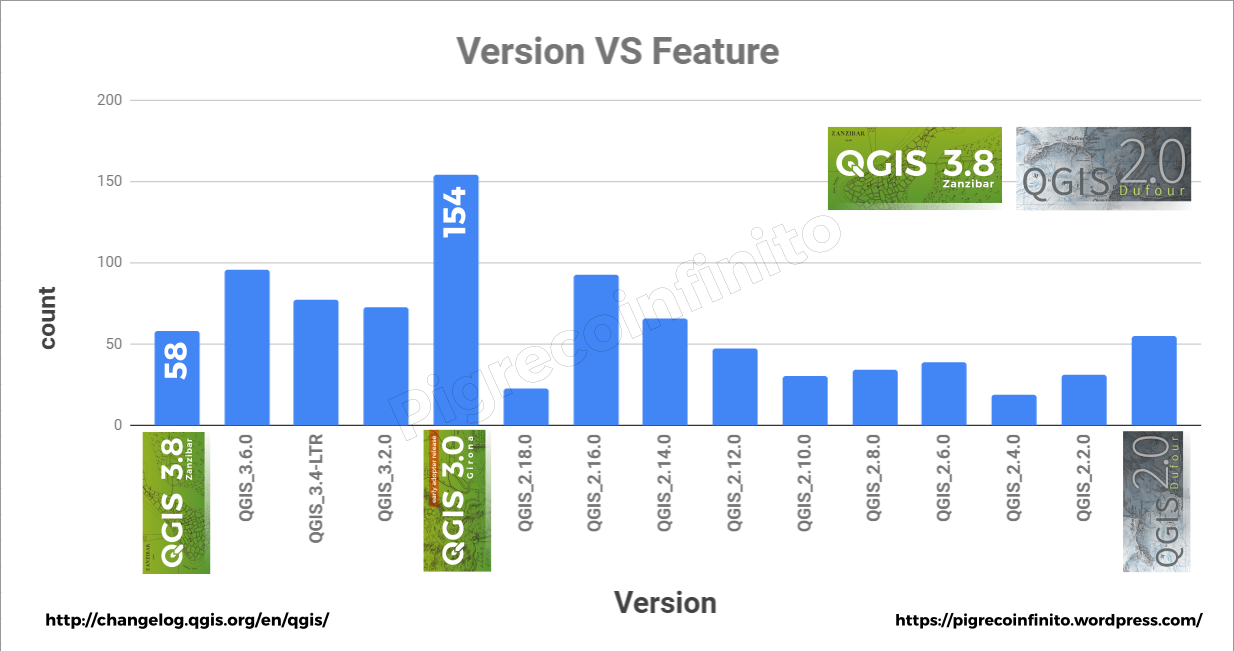 Version VS Feature
200
150
100
50
0
count
ZANZIBAR
QGIS 3.8
Zanzibar
QGIS 2.0
Dufour
Pigrecoinfinito
58
154
QGIS 3.8
Zanzibar
ZANZIBAR
QGIS_3.6.0
QGIS_3.4-LTR
QGIS_3.2.0
early adopter release
QGIS 3.0
Girona
QGIS_2.18.0
QGIS_2.16.0
QGIS_2.14.0
QGIS_2.12.0
QGIS_2.10.0
QGIS_2.8.0
QGIS_2.6.0
QGIS_2.4.0
QGIS_2.2.0
QGIS 2.0
Dufour
Version
http://changelog.qgis.org/en/qgis/
https://pigrecoinfinito.wordpress.com/